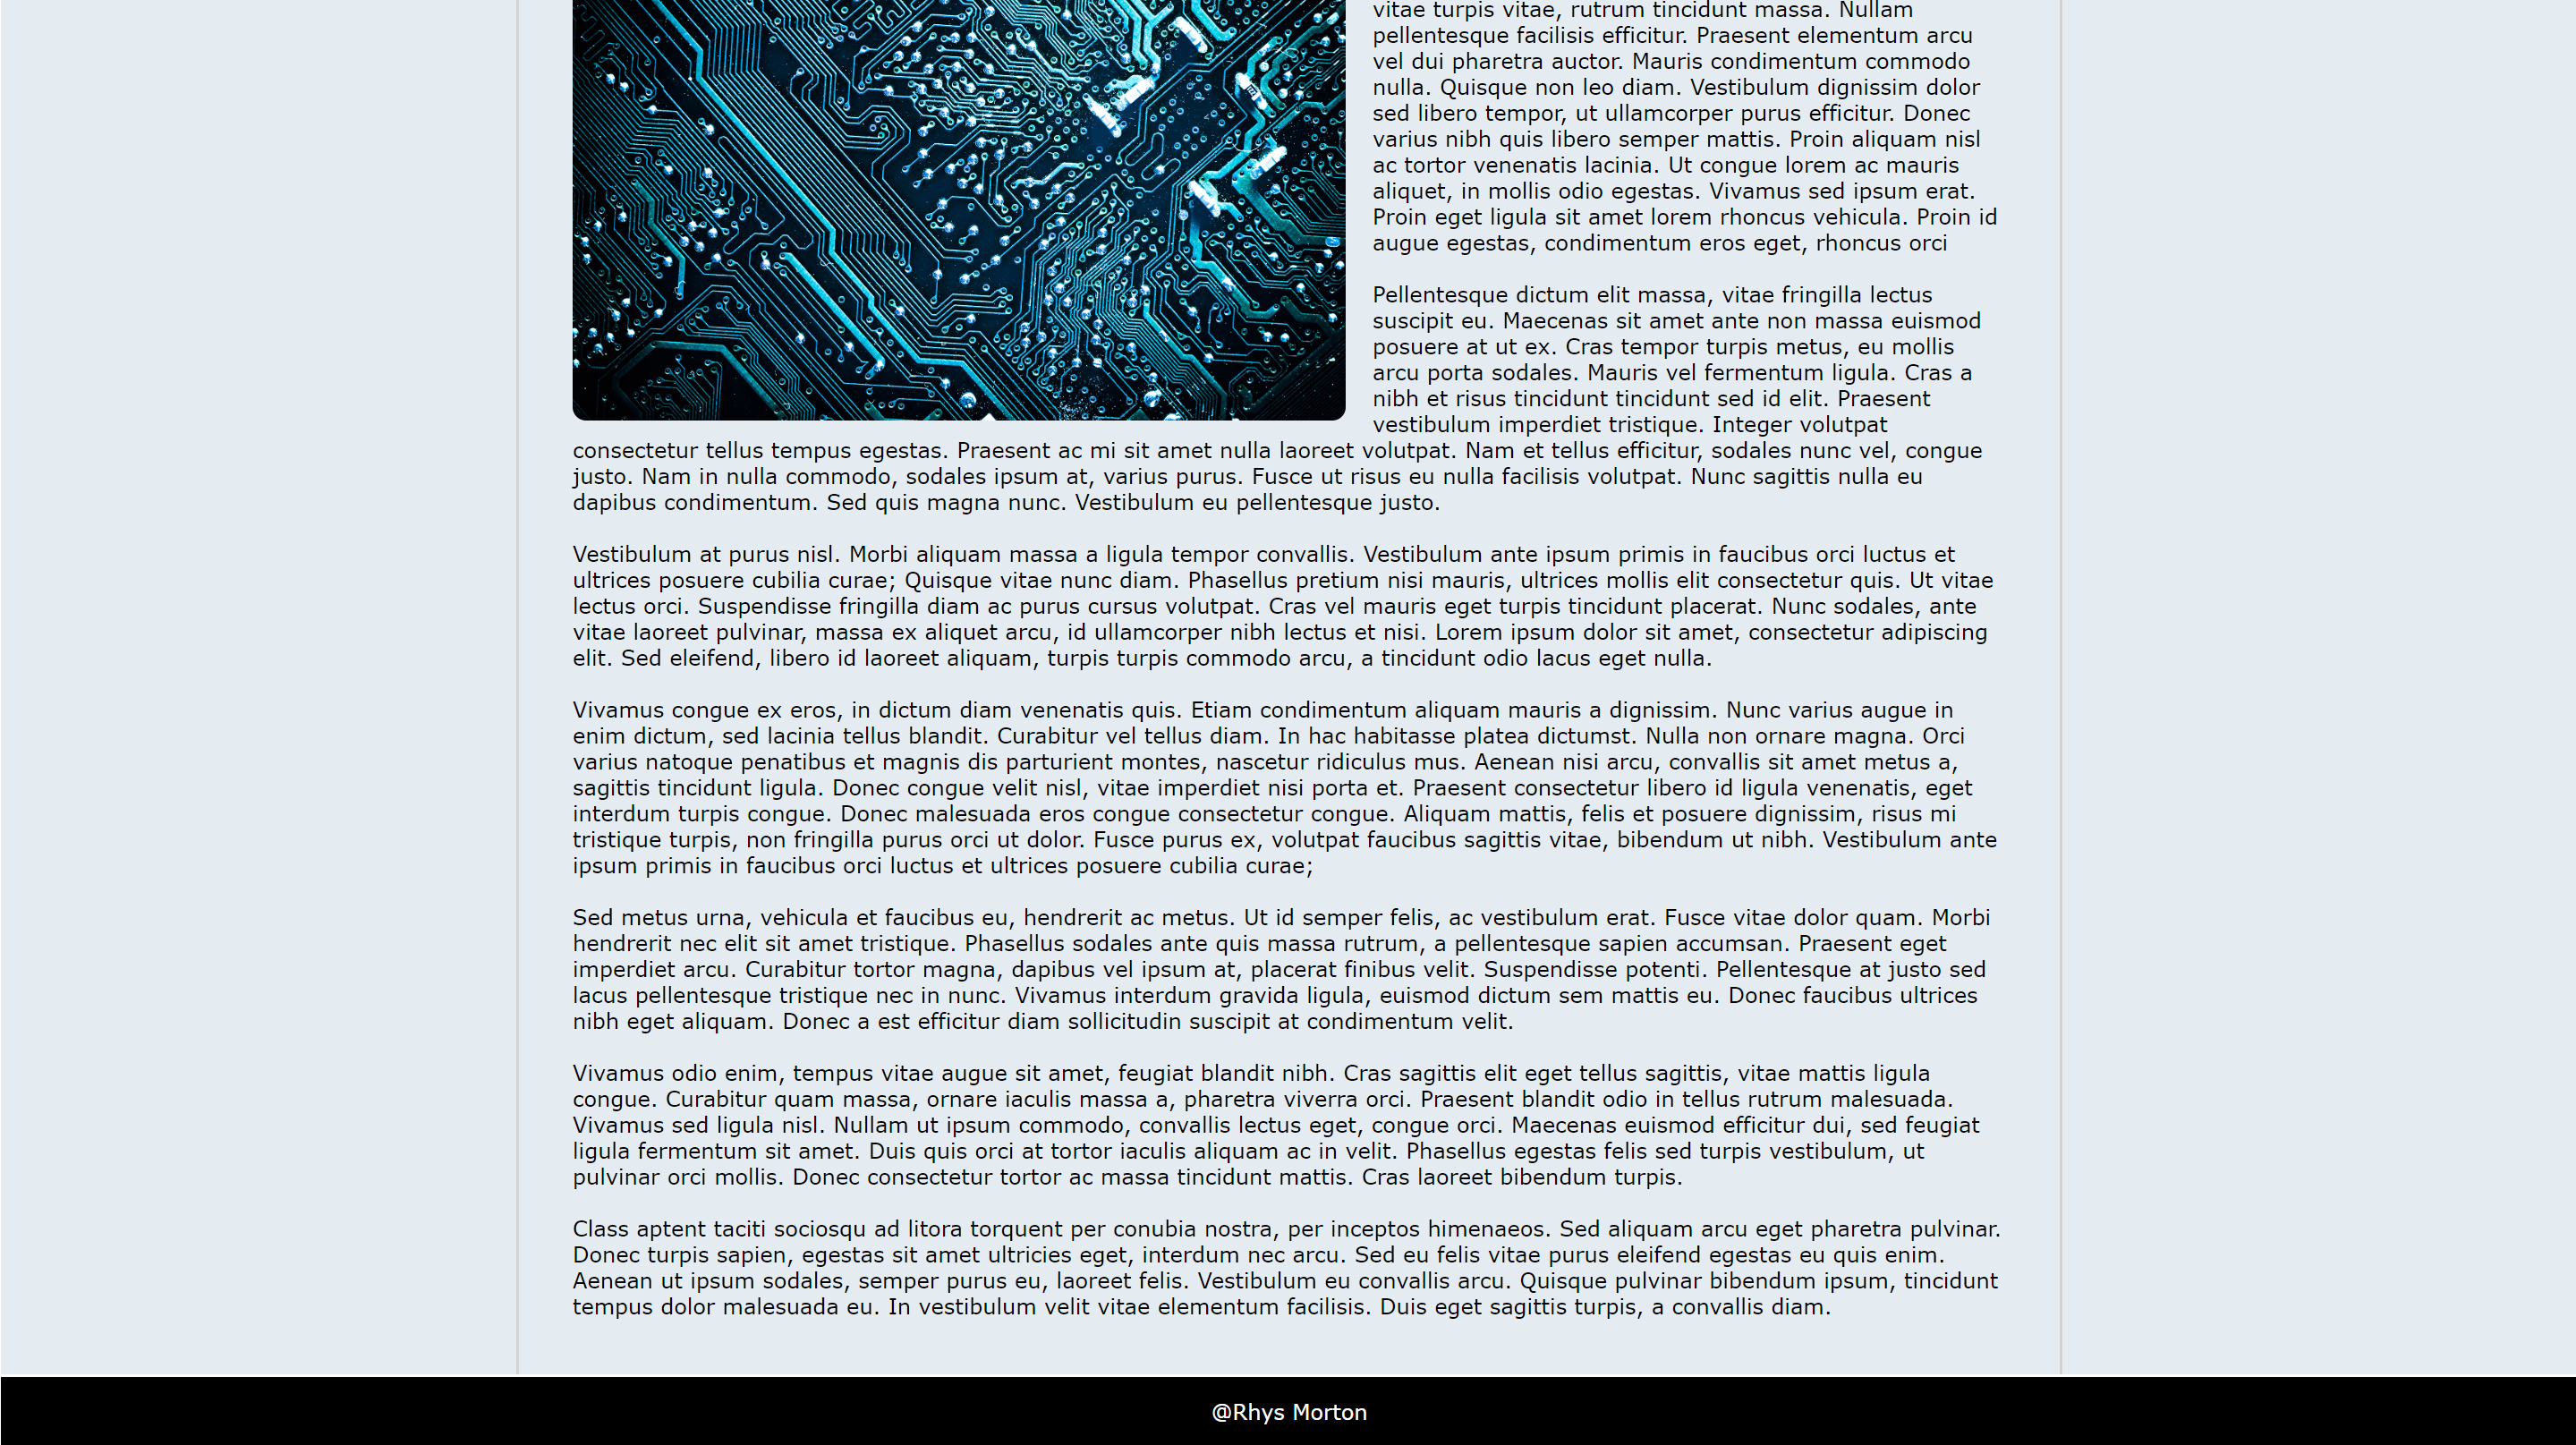 vitae turpis vitae, rutrum tincidunt massa. Nullam
pellentesque facilisis efficitur. Praesent elementum arcu
vel dui pharetra auctor. Mauris condimentum commodo
nulla. Quisque non leo diam. Vestibulum dignissim dolor
sed libero tempor, ut ullamcorper purus efficitur. Donec
varius nibh quis libero semper mattis. Proin aliquam nisl
ac tortor venenatis lacinia. Ut congue lorem ac mauris
aliquet, in mollis odio egestas. Vivamus sed ipsum erat.
Proin eget ligula sit amet lorem rhoncus vehicula. Proin id
augue egestas, condimentum eros eget, rhoncus orci
Pellentesque dictum elit massa, vitae fringilla lectus
suscipit eu. Maecenas sit amet ante non massa euismod
posuere at ut ex. Cras tempor turpis metus, eu mollis
arcu porta sodales. Mauris vel fermentum ligula. Cras a
nibh et risus tincidunt tincidunt sed id elit. Praesent
vestibulum imperdiet tristique. Integer volutpat
consectetur tellus tempus egestas. Praesent ac mi sit amet nulla laoreet volutpat. Nam et tellus efficitur, sodales nunc vel, congue
justo. Nam in nulla commodo, sodales ipsum at, varius purus. Fusce ut risus eu nulla facilisis volutpat. Nunc sagittis nulla eu
dapibus condimentum. Sed quis magna nunc. Vestibulum eu pellentesque justo.
Vestibulum at purus nisl. Morbi aliquam massa a ligula tempor convallis. Vestibulum ante ipsum primis in faucibus orci luctus et
ultrices posuere cubilia curae; Quisque vitae nunc diam. Phasellus pretium nisi mauris, ultrices mollis elit consectetur quis. Ut vitae
lectus orci. Suspendisse fringilla diam ac purus cursus volutpat. Cras vel mauris eget turpis tincidunt placerat. Nunc sodales, ante
vitae laoreet pulvinar, massa ex aliquet arcu, id ullamcorper nibh lectus et nisi. Lorem ipsum dolor sit amet, consectetur adipiscing
elit. Sed eleifend, libero id laoreet aliquam, turpis turpis commodo arcu, a tincidunt odio lacus eget nulla.
Vivamus congue ex eros, in dictum diam venenatis quis. Etiam condimentum aliquam mauris a dignissim. Nunc varius augue in
enim dictum, sed lacinia tellus blandit. Curabitur vel tellus diam. In hac habitasse platea dictumst. Nulla non ornare magna. Orci
varius natoque penatibus et magnis dis parturient montes, nascetur ridiculus mus. Aenean nisi arcu, convallis sit amet metus a,
sagittis tincidunt ligula. Donec congue velit nisl, vitae imperdiet nisi porta et. Praesent consectetur libero id ligula venenatis, eget
interdum turpis congue. Donec malesuada eros congue consectetur congue. Aliquam mattis, felis et posuere dignissim, risus mi
tristique turpis, non fringilla purus orci ut dolor. Fusce purus ex, volutpat faucibus sagittis vitae, bibendum ut nibh. Vestibulum ante
ipsum primis in faucibus orci luctus et ultrices posuere cubilia curae;
Sed metus urna, vehicula et faucibus eu, hendrerit ac metus. Ut id semper felis, ac vestibulum erat. Fusce vitae dolor quam. Morbi
hendrerit nec elit sit amet tristique. Phasellus sodales ante quis massa rutrum, a pellentesque sapien accumsan. Praesent eget
imperdiet arcu. Curabitur tortor magna, dapibus vel ipsum at, placerat finibus velit. Suspendisse potenti. Pellentesque at justo sed
lacus pellentesque tristique nec in nunc. Vivamus interdum gravida ligula, euismod dictum sem mattis eu. Donec faucibus ultrices
nibh eget aliquam. Donec a est efficitur diam sollicitudin suscipit at condimentum velit.
Vivamus odio enim, tempus vitae augue sit amet, feugiat blandit nibh. Cras sagittis elit eget tellus sagittis, vitae mattis ligula
congue. Curabitur quam massa, ornare iaculis massa a, pharetra viverra orci. Praesent blandit odio in tellus rutrum malesuada.
Vivamus sed ligula nisl. Nullam ut ipsum commodo, convallis lectus eget, congue orci. Maecenas euismod efficitur dui, sed feugiat
ligula fermentum sit amet. Duis quis orci at tortor iaculis aliquam ac in velit. Phasellus egestas felis sed turpis vestibulum, ut
pulvinar orci mollis. Donec consectetur tortor ac massa tincidunt mattis. Cras laoreet bibendum turpis.
Class aptent taciti sociosqu ad litora torquent per conubia nostra, per inceptos himenaeos. Sed aliquam arcu eget pharetra pulvinar.
Donec turpis sapien, egestas sit amet ultricies eget, interdum nec arcu. Sed eu felis vitae purus eleifend egestas eu quis enim.
Aenean ut ipsum sodales, semper purus eu, laoreet felis. Vestibulum eu convallis arcu. Quisque pulvinar bibendum ipsum, tincidunt
tempus dolor malesuada eu. In vestibulum velit vitae elementum facilisis. Duis eget sagittis turpis, a convallis diam.
@Rhys Morton